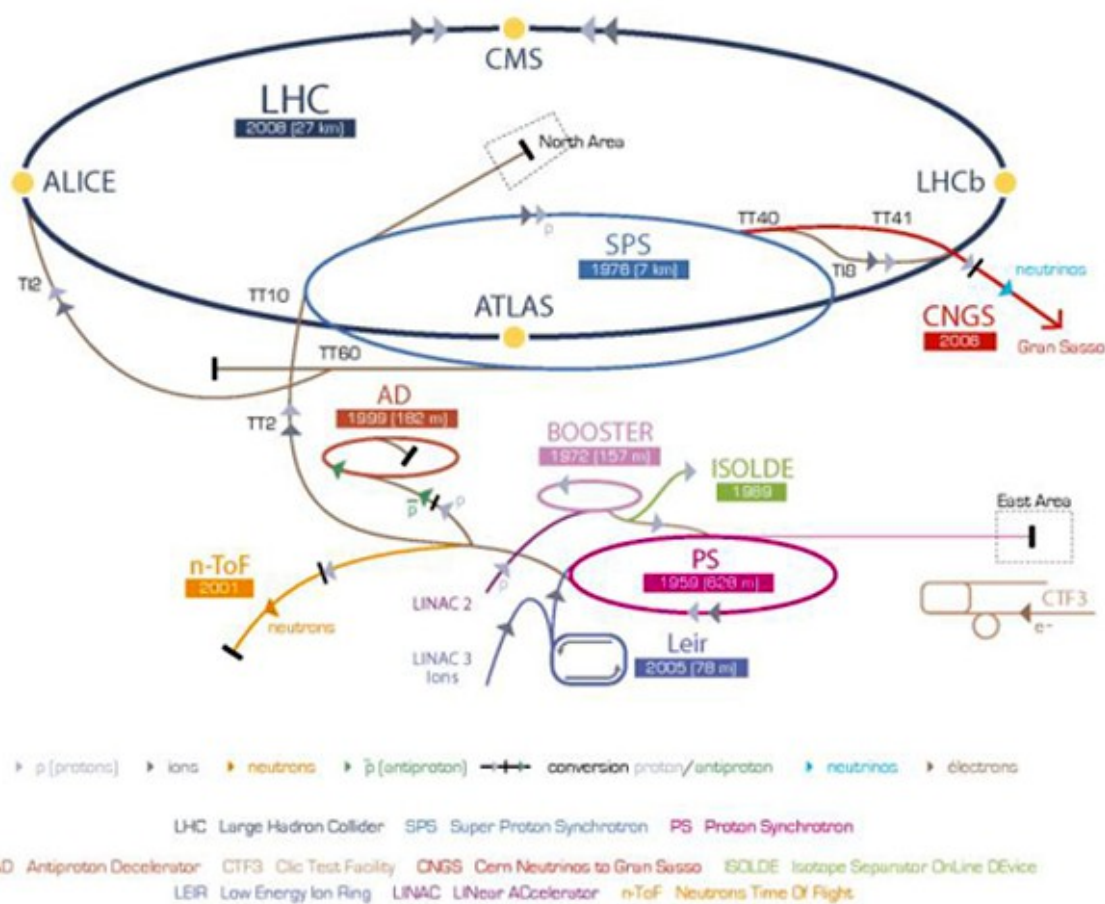 CMS
LHC
2008 (27 km)
North Area
ALICE
LHCb
TT40
TT41
SPS
1976 (7 km)
p
TI8
TI2
TT10
ATLAS
neutrinos
CNGS
2006
Gran Sasso
TT60
AD
1999 (182 m)
TT2
BOOSTER
1972 (157 m)
ISOLDE
1989
p̅
p
East Area
n-ToF
2001
PS
1959 (628 m)
LINAC 2
p
CTF3
e-
neutrons
LINAC 3
Ions
Leir
2005 (78 m)
p (protons) ions neutrons p̅ (antiproton) conversion proton/antiproton neutrinos électrons
LHC Large Hadron Collider SPS Super Proton Synchrotron PS Proton Synchrotron
AD Antiproton Decelerator CTF3 Clic Test Facility CNGS Cern Neutrinos to Gran Sasso ISOLDE Isotope Separator OnLine DEvice
LEIR Low Energy Ion Ring LINAC LINear ACcelerator n-ToF Neutrons Time Of Flight